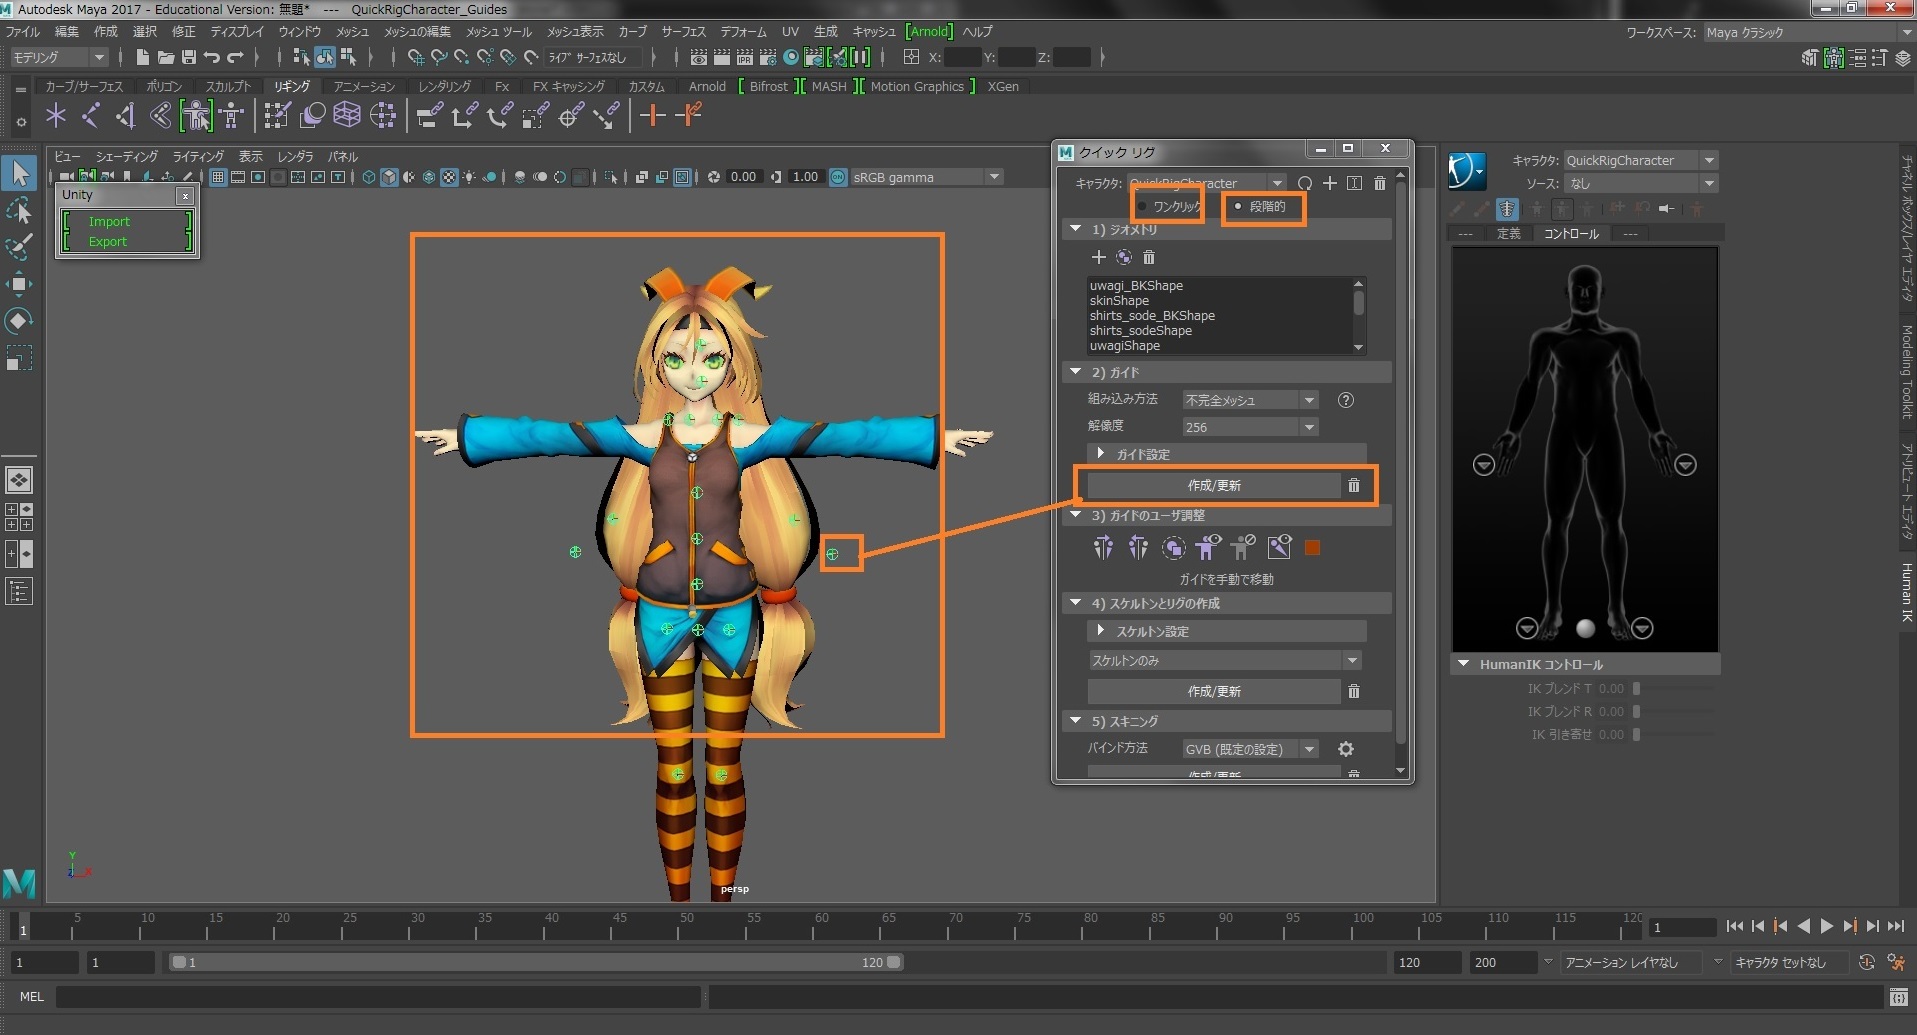 Autodesk Maya 2017 - Educational Version: 無題* --- QuickRigCharacter_Guides
ファイル 編集 作成 選択 修正 ディスプレイ ウィンドウ メッシュ メッシュの編集 メッシュ ツール メッシュ表示 カーブ サーフェス デフォーム UV 生成 キャッシュ [Arnold] ヘルプ
ワークスペース: Maya クラシック
モデリング
ライブ サーフェスなし
X: Y: Z:
カーブ/サーフェス ポリゴン スカルプト リギング アニメーション レンダリング Fx FX キャッシング カスタム Arnold Bifrost MASH Motion Graphics XGen
ビュー シェーディング ライティング 表示 レンダラ パネル
0.00 1.00 ON sRGB gamma
Unity
Import
Export
persp
クイック リグ
キャラクタ: QuickRigCharacter
ワンクリック 段階的
1) ジオメトリ
uwagi_BKShape
skinShape
shirts_sode_BKShape
shirts_sodeShape
uwagiShape
2) ガイド
組み込み方法 不完全メッシュ
解像度 256
ガイド設定
作成/更新
3) ガイドのユーザ調整
ガイドを手動で移動
4) スケルトンとリグの作成
スケルトン設定
スケルトンのみ
作成/更新
5) スキニング
バインド方法 GVB (既定の設定)
作成/更新
キャラクタ: QuickRigCharacter
ソース: なし
--- 定義 コントロール ---
HumanIK コントロール
IK ブレンド T 0.00
IK ブレンド R 0.00
IK 引き寄せ 0.00
チャネル ボックス/レイヤ エディタ
Modeling Toolkit
アトリビュート エディタ
Human IK
Y
Z X
1 5 10 15 20 25 30 35 40 45 50 55 60 65 70 75 80 85 90 95 100 105 110 115 120
1
1 1 1 120 120 200 アニメーション レイヤなし キャラクタ セットなし
MEL